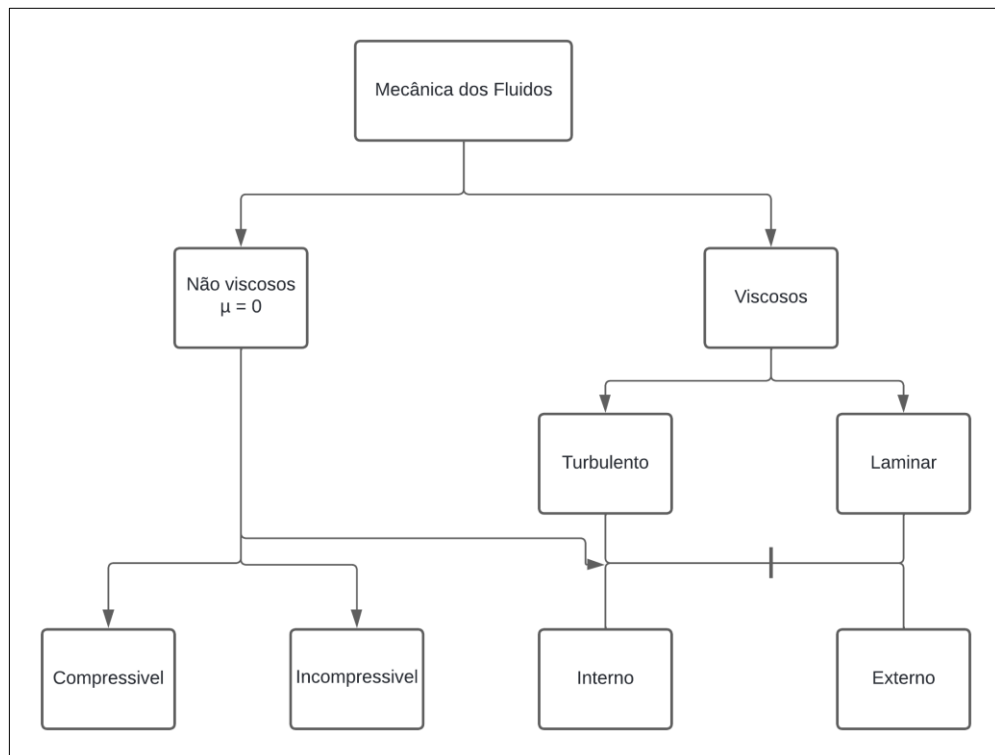 Mecânica dos Fluidos
Não viscosos
µ = 0
Viscosos
Turbulento
Laminar
Compressivel
Incompressivel
Interno
Externo